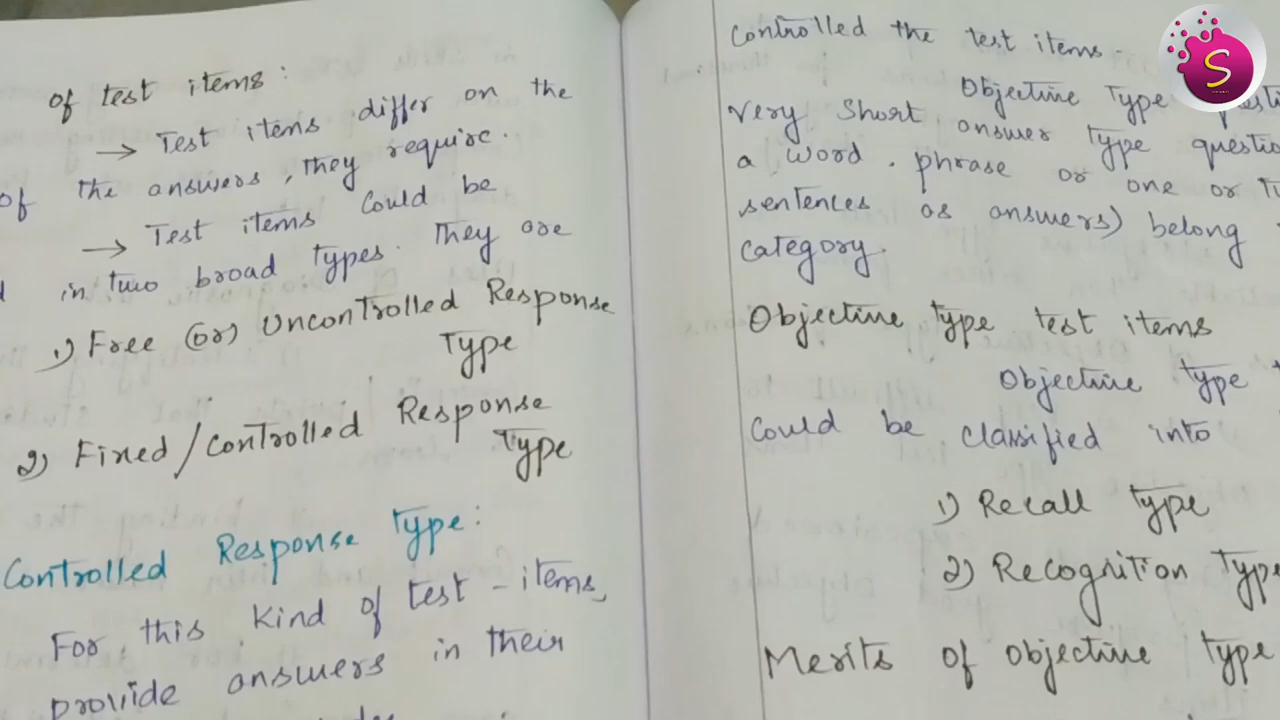 of test items:
→ Test items differ on the
of the answers, they require.
→ Test items could be
in two broad types. They are
1) Free (or) Uncontrolled Response
Type
2) Fixed/controlled Response
Type
Controlled Response Type:
For this kind of test-items,
provide answers in their
controlled the test items.
Objective Type
Very short answer type questio
a word, phrase or one or
sentences as answers) belong
category.
Objective type test items
Objective type
Could be classified into
1) Recall type
2) Recognition Type
Merits of objective type
S